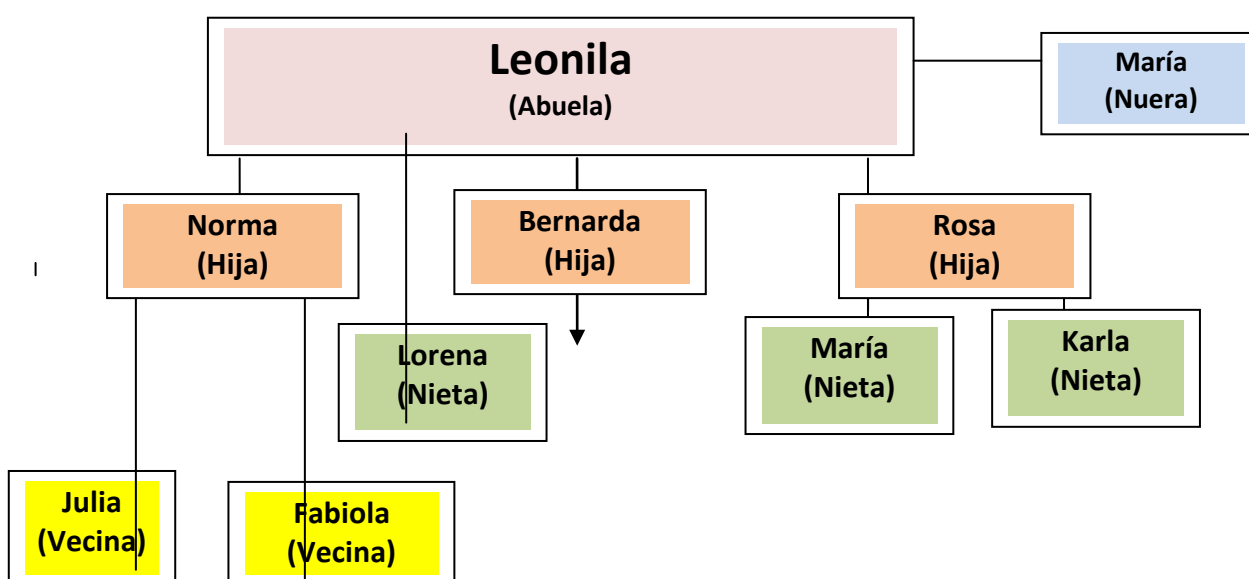 Leonila
(Abuela)
María
(Nuera)
Norma
(Hija)
Bernarda
(Hija)
Rosa
(Hija)
Lorena
(Nieta)
María
(Nieta)
Karla
(Nieta)
Julia
(Vecina)
Fabiola
(Vecina)